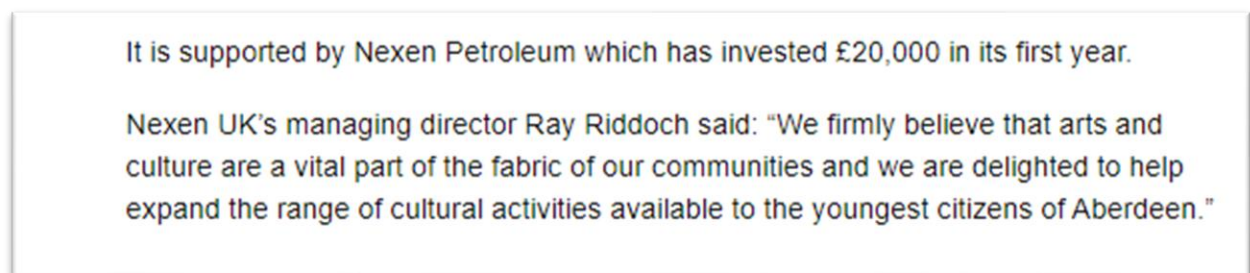 It is supported by Nexen Petroleum which has invested £20,000 in its first year.
Nexen UK’s managing director Ray Riddoch said: “We firmly believe that arts and
culture are a vital part of the fabric of our communities and we are delighted to help
expand the range of cultural activities available to the youngest citizens of Aberdeen.”